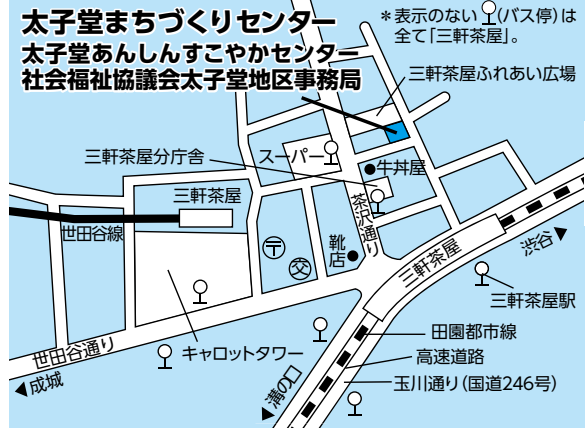 太子堂まちづくりセンター
太子堂あんしんすこやかセンター
社会福祉協議会太子堂地区事務局
＊表示のない (バス停)は
全て「三軒茶屋」。
三軒茶屋ふれあい広場
三軒茶屋分庁舎
スーパー
牛丼屋
三軒茶屋
世田谷線
茶沢通り
靴店
〒
交
三軒茶屋
渋谷
三軒茶屋駅
田園都市線
高速道路
玉川通り(国道246号)
キャロットタワー
世田谷通り
成城
溝の口